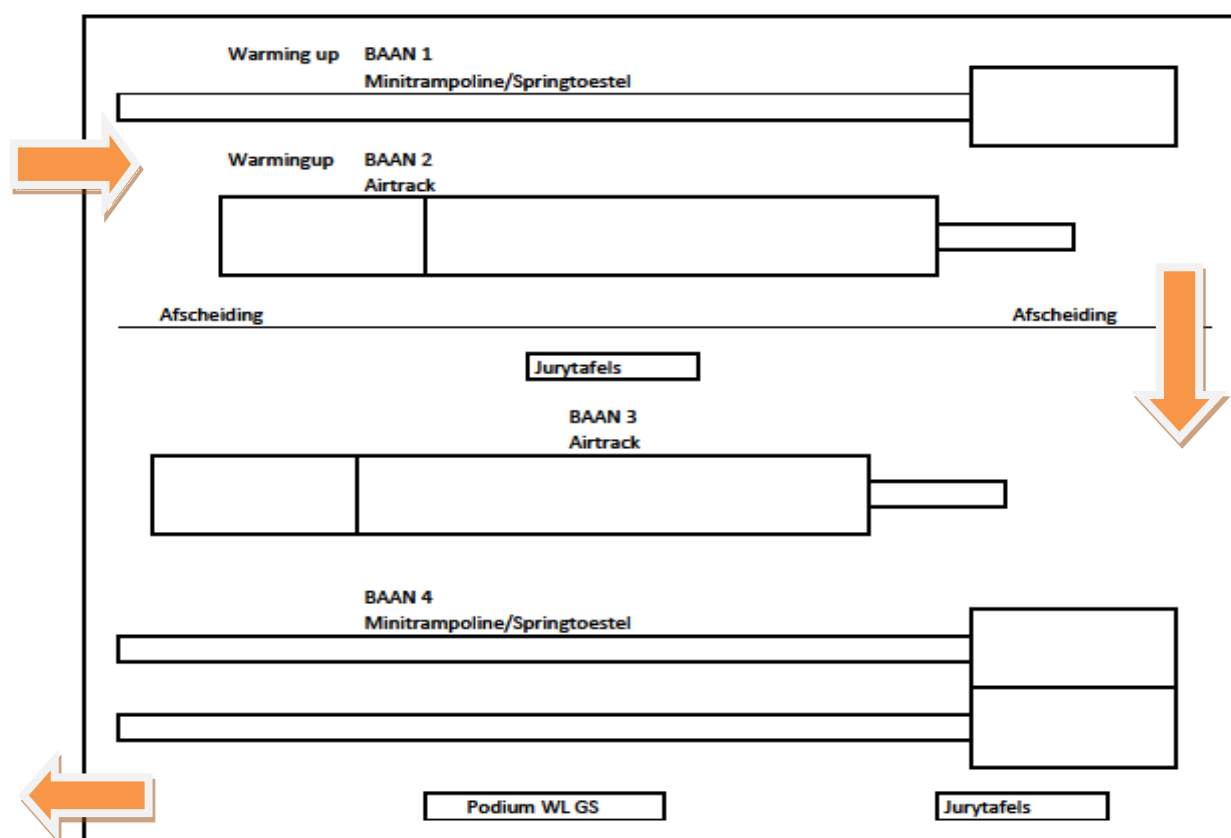 Warming up BAAN 1
Minitrampoline/Springtoestel
Warmingup BAAN 2
Airtrack
Afscheiding Afscheiding
Jurytafels
BAAN 3
Airtrack
BAAN 4
Minitrampoline/Springtoestel
Podium WL GS Jurytafels